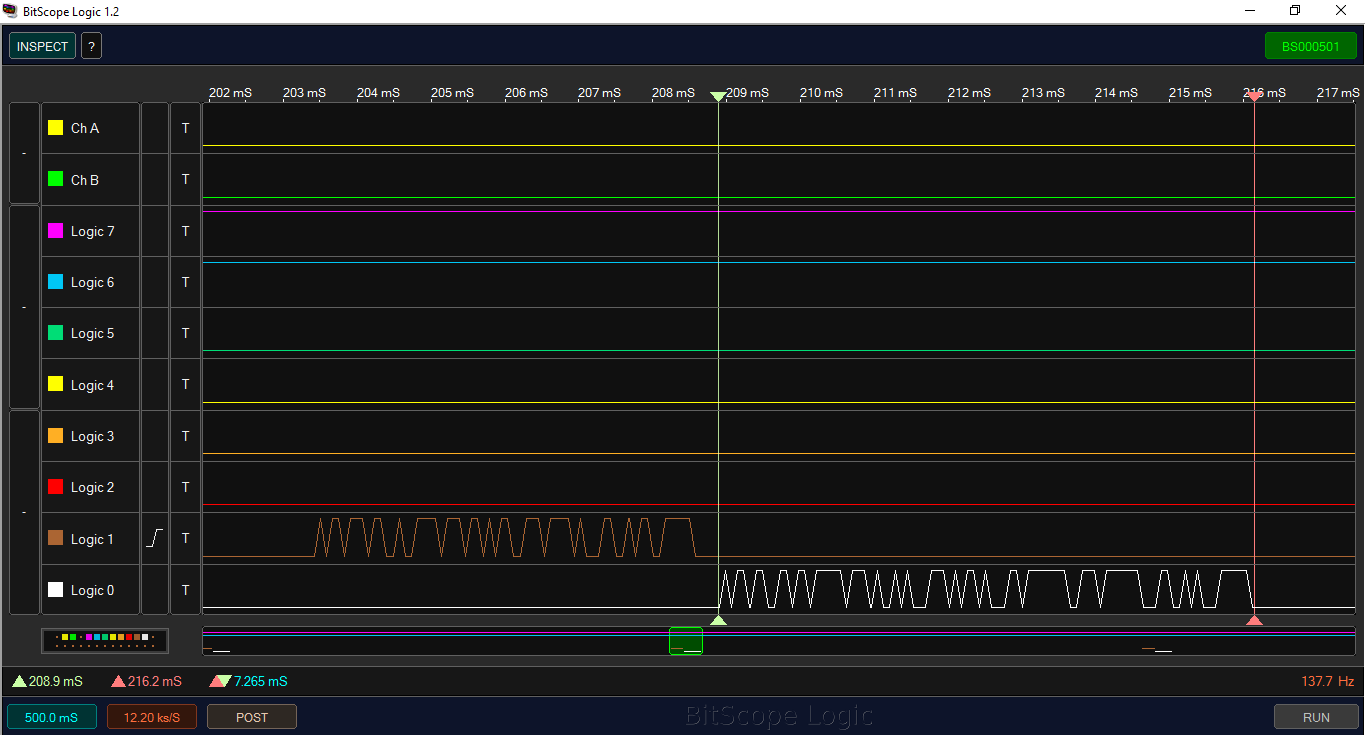 BitScope Logic 1.2
INSPECT ? BS000501
202 mS 203 mS 204 mS 205 mS 206 mS 207 mS 208 mS 209 mS 210 mS 211 mS 212 mS 213 mS 214 mS 215 mS 216 mS 217 mS
Ch A T
Ch B T
Logic 7 T
Logic 6 T
Logic 5 T
Logic 4 T
Logic 3 T
Logic 2 T
Logic 1 T
Logic 0 T
208.9 mS 216.2 mS 7.265 mS 137.7 Hz
500.0 mS 12.20 ks/S POST BitScope Logic RUN